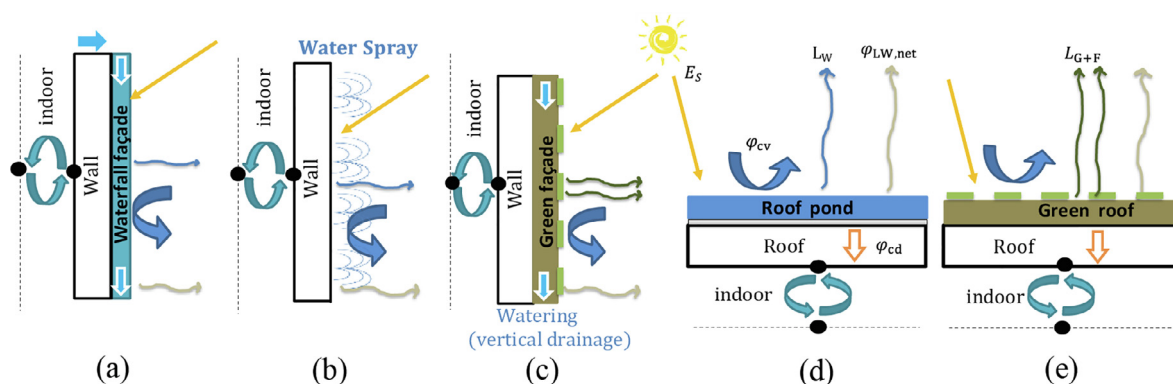 indoor
Wall
Waterfall façade
(a)
Water Spray
indoor
Wall
(b)
indoor
Wall
Green façade
Watering
(vertical drainage)
(c)
E_S
φ_cv
L_W
φ_LW,net
Roof pond
Roof
φ_cd
indoor
(d)
L_G+F
Green roof
Roof
indoor
(e)